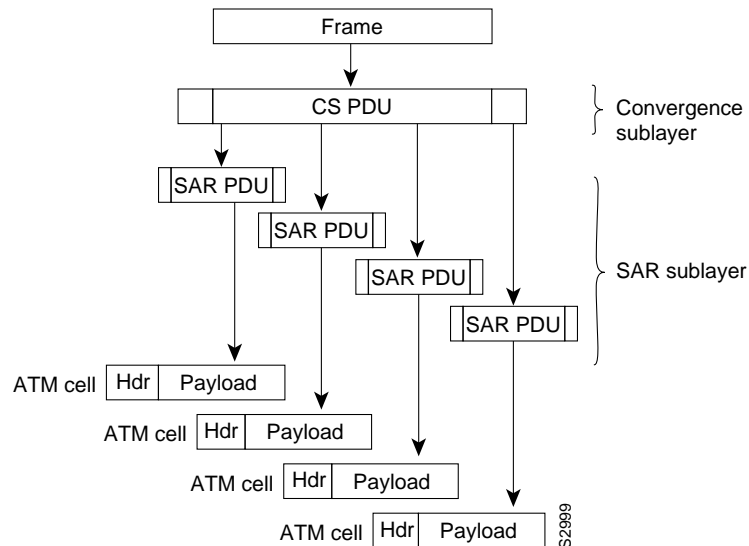 Frame
CS PDU
Convergence
sublayer
SAR PDU
SAR PDU
SAR PDU
SAR PDU
SAR sublayer
ATM cell Hdr Payload
ATM cell Hdr Payload
ATM cell Hdr Payload
ATM cell Hdr Payload
S2999